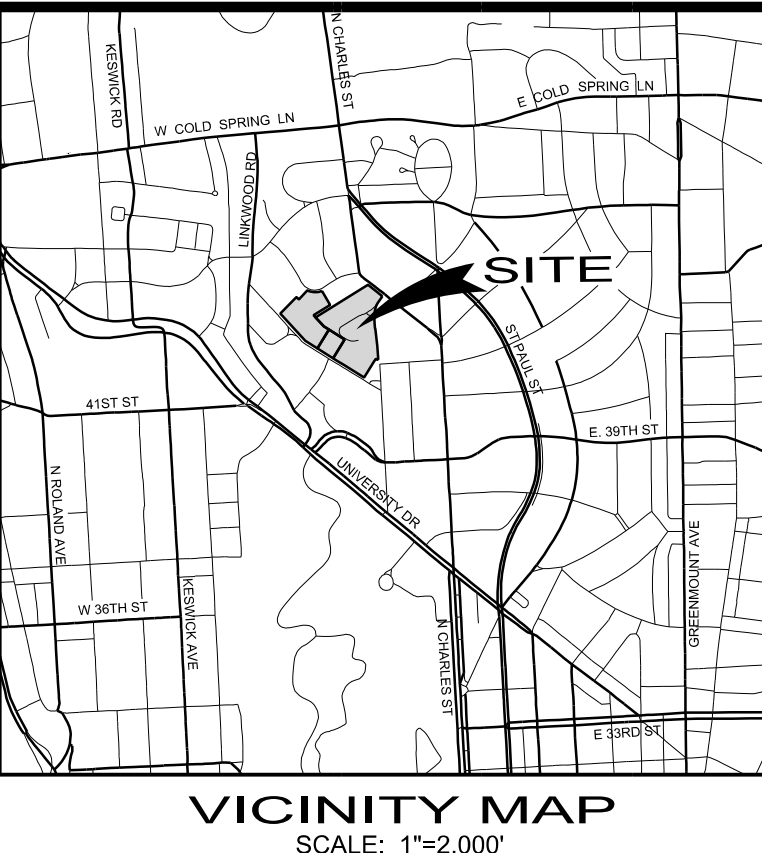 KESWICK RD
N CHARLES ST
E COLD SPRING LN
W COLD SPRING LN
LINKWOOD RD
SITE
ST PAUL ST
41ST ST
E. 39TH ST
N ROLAND AVE
UNIVERSITY DR
GREENMOUNT AVE
W 36TH ST
KESWICK AVE
N CHARLES ST
E 33RD ST
VICINITY MAP
SCALE: 1"=2,000'